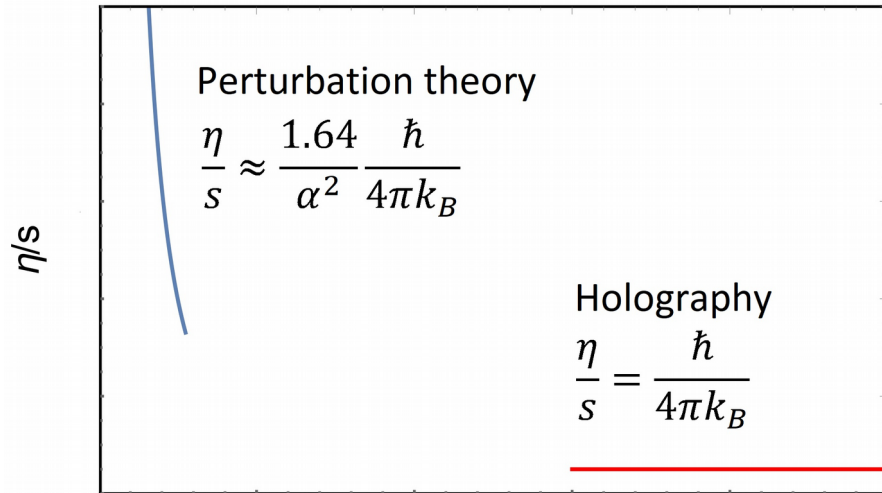 Perturbation theory
η/s ≈ 1.64/α² ħ/4πk_B
η/s
Holography
η/s = ħ/4πk_B